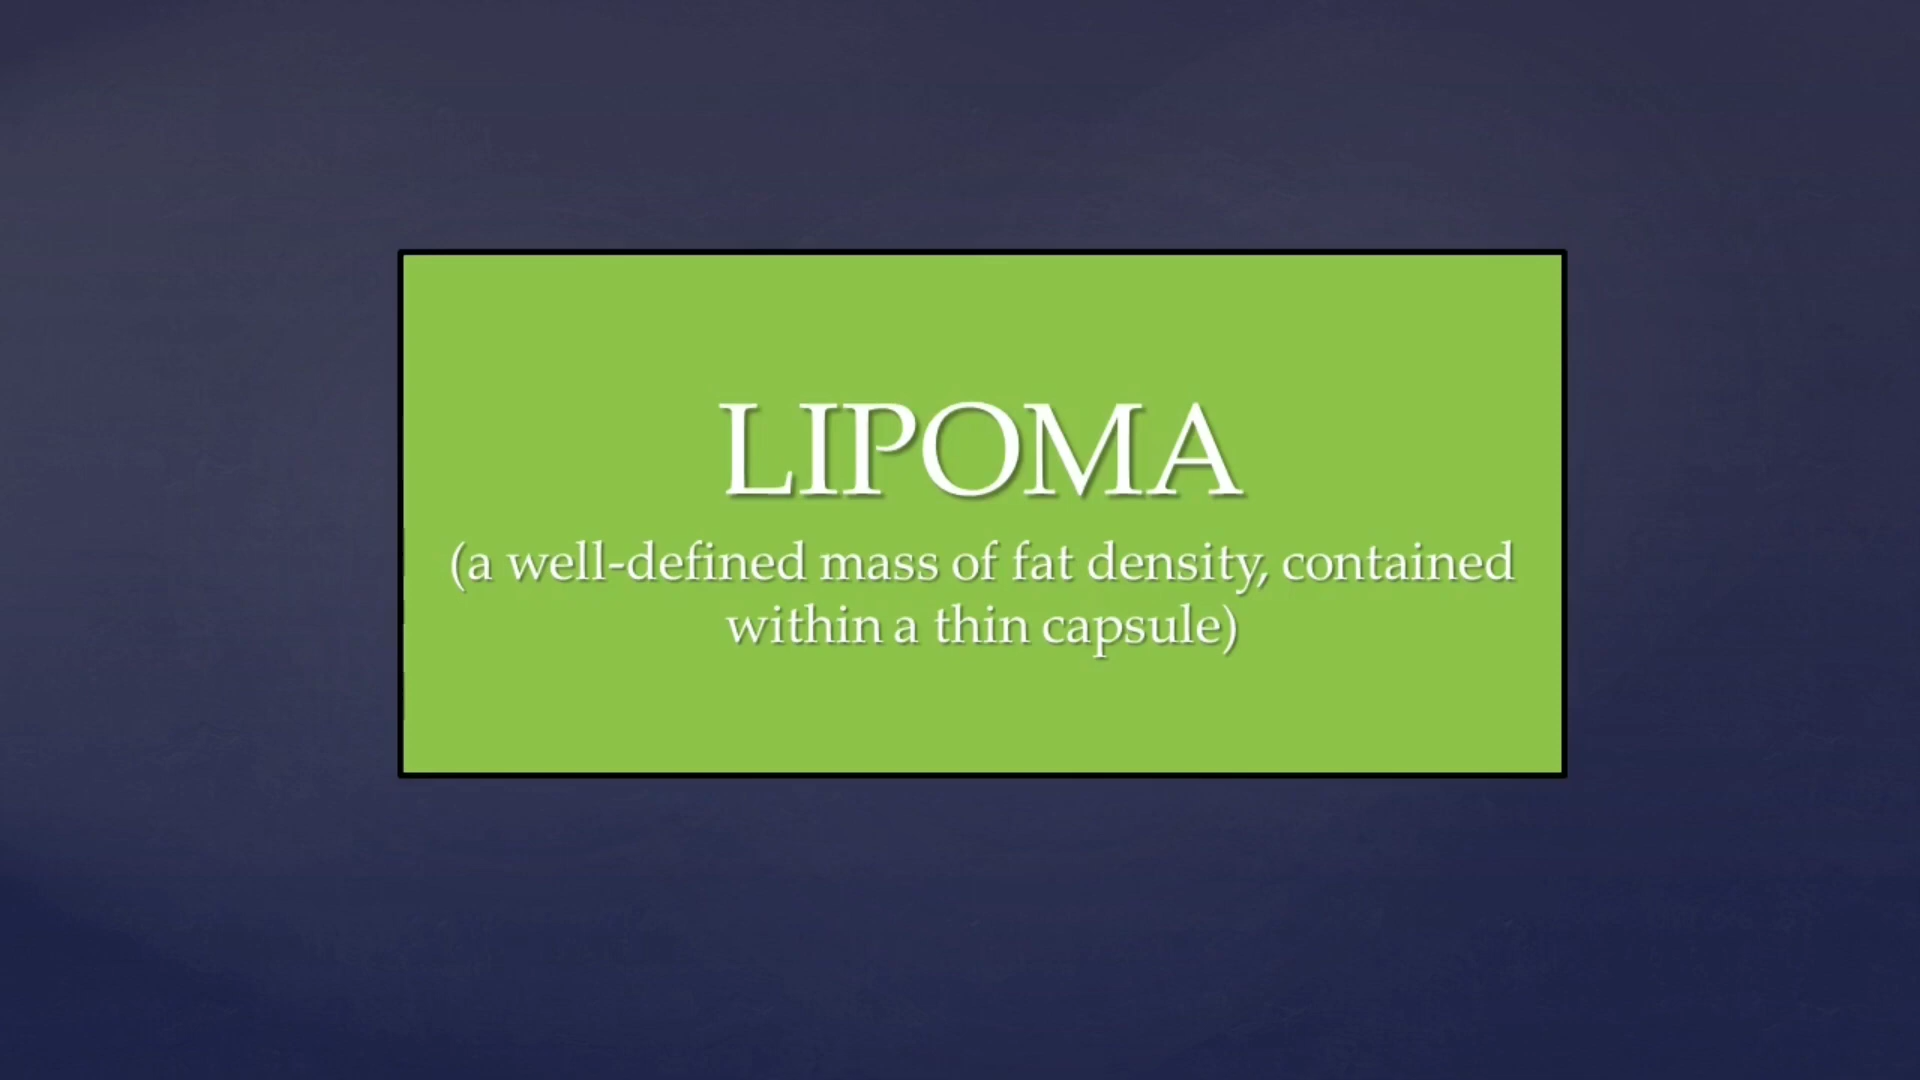 LIPOMA
(a well-defined mass of fat density, contained
within a thin capsule)